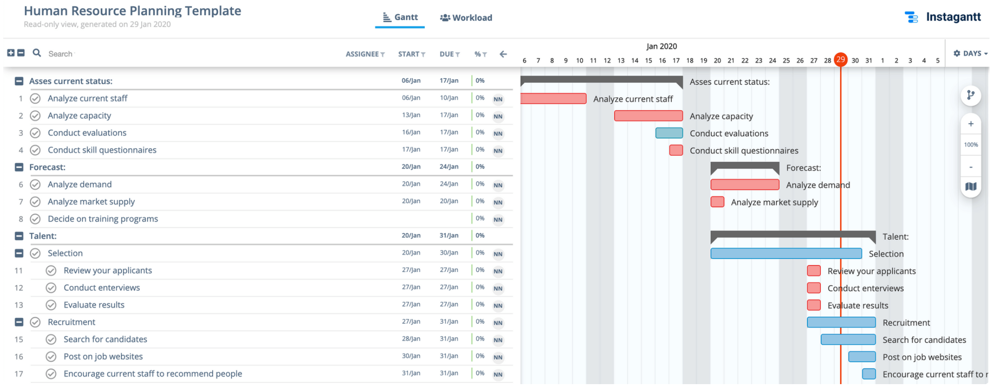 Human Resource Planning Template
Read-only view, generated on 29 Jan 2020
Gantt
Workload
Instagantt
Search
ASSIGNEE START DUE %
Jan 2020
6 7 8 9 10 11 12 13 14 15 16 17 18 19 20 21 22 23 24 25 26 27 28 29 30 31 1 2 3 4 5
DAYS
Asses current status: 06/Jan 17/Jan 0% Asses current status:
1 Analyze current staff 06/Jan 10/Jan 0% NN Analyze current staff
2 Analyze capacity 13/Jan 17/Jan 0% NN Analyze capacity
3 Conduct evaluations 16/Jan 17/Jan 0% NN Conduct evaluations
4 Conduct skill questionnaires 17/Jan 17/Jan 0% NN Conduct skill questionnaires
Forecast: 20/Jan 24/Jan 0% Forecast:
6 Analyze demand 20/Jan 24/Jan 0% NN Analyze demand
7 Analyze market supply 20/Jan 20/Jan 0% NN Analyze market supply
8 Decide on training programs 0% NN
Talent: 20/Jan 31/Jan 0% Talent:
Selection 20/Jan 30/Jan 0% NN Selection
11 Review your applicants 27/Jan 27/Jan 0% NN Review your applicants
12 Conduct enterviews 27/Jan 27/Jan 0% NN Conduct enterviews
13 Evaluate results 27/Jan 27/Jan 0% NN Evaluate results
Recruitment 27/Jan 31/Jan 0% NN Recruitment
15 Search for candidates 28/Jan 31/Jan 0% NN Search for candidates
16 Post on job websites 30/Jan 31/Jan 0% NN Post on job websites
17 Encourage current staff to recommend people 31/Jan 31/Jan 0% NN Encourage current staff to r
+
100%
-